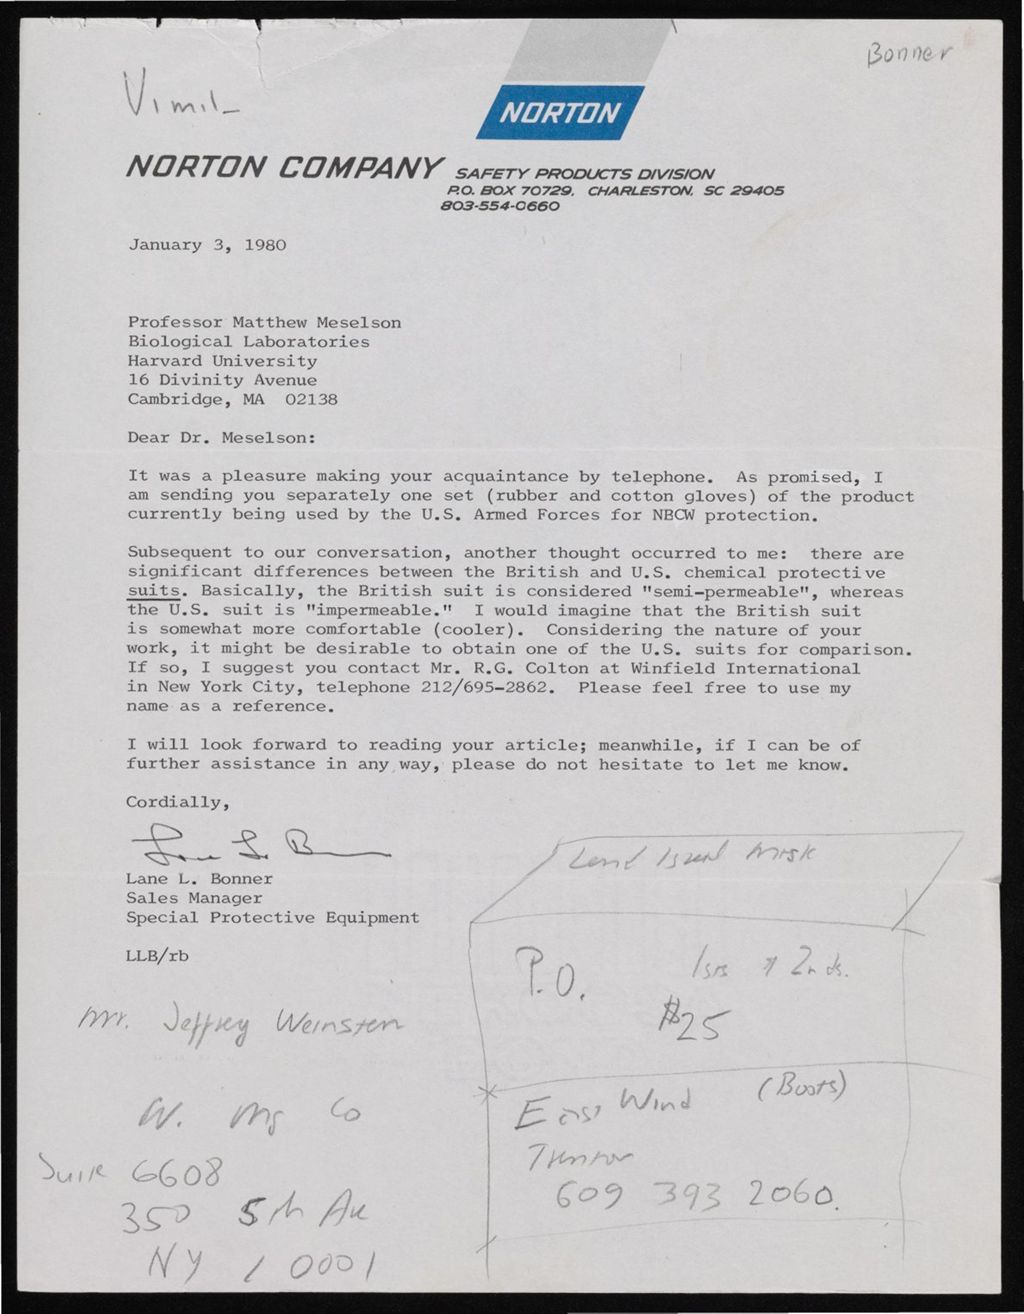 Bonner
Vimil-
NORTON
NORTON COMPANY SAFETY PRODUCTS DIVISION
P.O. BOX 70729, CHARLESTON, SC 29405
803-554-0660
January 3, 1980
Professor Matthew Meselson
Biological Laboratories
Harvard University
16 Divinity Avenue
Cambridge, MA 02138
Dear Dr. Meselson:
It was a pleasure making your acquaintance by telephone. As promised, I
am sending you separately one set (rubber and cotton gloves) of the product
currently being used by the U.S. Armed Forces for NBCW protection.
Subsequent to our conversation, another thought occurred to me: there are
significant differences between the British and U.S. chemical protective
suits. Basically, the British suit is considered "semi-permeable", whereas
the U.S. suit is "impermeable." I would imagine that the British suit
is somewhat more comfortable (cooler). Considering the nature of your
work, it might be desirable to obtain one of the U.S. suits for comparison.
If so, I suggest you contact Mr. R.G. Colton at Winfield International
in New York City, telephone 212/695-2862. Please feel free to use my
name as a reference.
I will look forward to reading your article; meanwhile, if I can be of
further assistance in any way, please do not hesitate to let me know.
Cordially,
Lane L. Bonner
Sales Manager
Special Protective Equipment
LLB/rb
Mr. Jeffrey Weinsten
W. Mfg Co
Suite 6608
350 5th Ave
NY 10001
P.O. 1sts + 2nds.
$25
East Wind (Boots)
Trenton
609 393 2060.